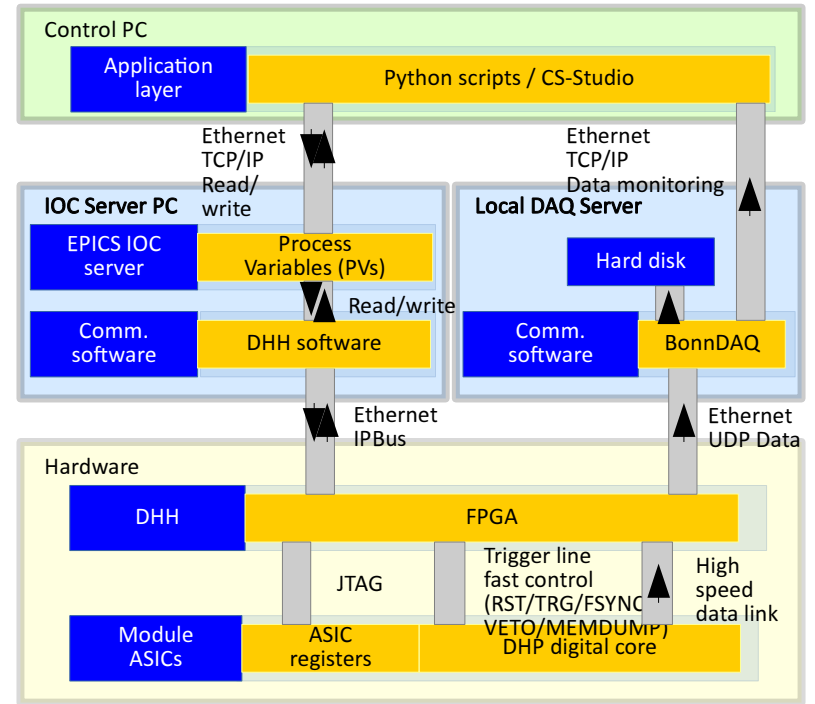 Control PC
Application
layer
Python scripts / CS-Studio
Ethernet
TCP/IP
Read/
write
Ethernet
TCP/IP
Data monitoring
IOC Server PC
EPICS IOC
server
Process
Variables (PVs)
Read/write
Comm.
software
DHH software
Local DAQ Server
Hard disk
Comm.
software
BonnDAQ
Ethernet
IPBus
Ethernet
UDP Data
Hardware
DHH
FPGA
JTAG
Trigger line
fast control
(RST/TRG/FSYNC
VETO/MEMDUMP)
High
speed
data link
Module
ASICs
ASIC
registers
DHP digital core